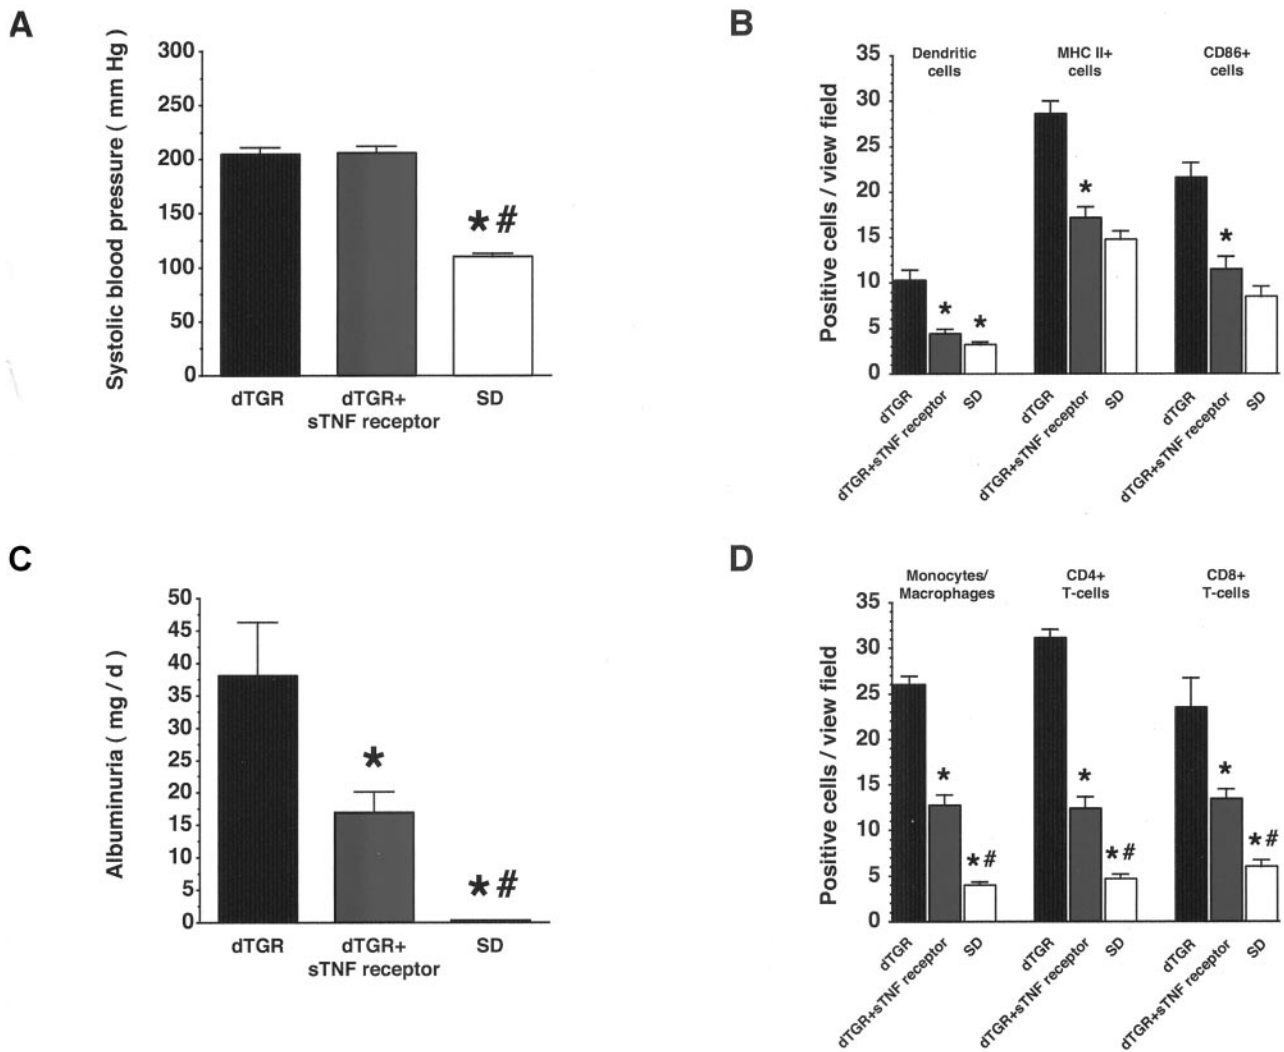 A
Systolic blood pressure ( mm Hg )
300
250
200
150
100
50
0
* #
dTGR
dTGR+
sTNF receptor
SD
B
Positive cells / view field
35
30
25
20
15
10
5
0
Dendritic
cells
MHC II+
cells
CD86+
cells
*
*
*
*
dTGR
dTGR+sTNF receptor
SD
dTGR
dTGR+sTNF receptor
SD
dTGR
dTGR+sTNF receptor
SD
C
Albuminuria ( mg / d )
50
45
40
35
30
25
20
15
10
5
0
*
* #
dTGR
dTGR+
sTNF receptor
SD
D
Positive cells / view field
35
30
25
20
15
10
5
0
Monocytes/
Macrophages
CD4+
T-cells
CD8+
T-cells
*
* #
*
* #
*
* #
dTGR
dTGR+sTNF receptor
SD
dTGR
dTGR+sTNF receptor
SD
dTGR
dTGR+sTNF receptor
SD